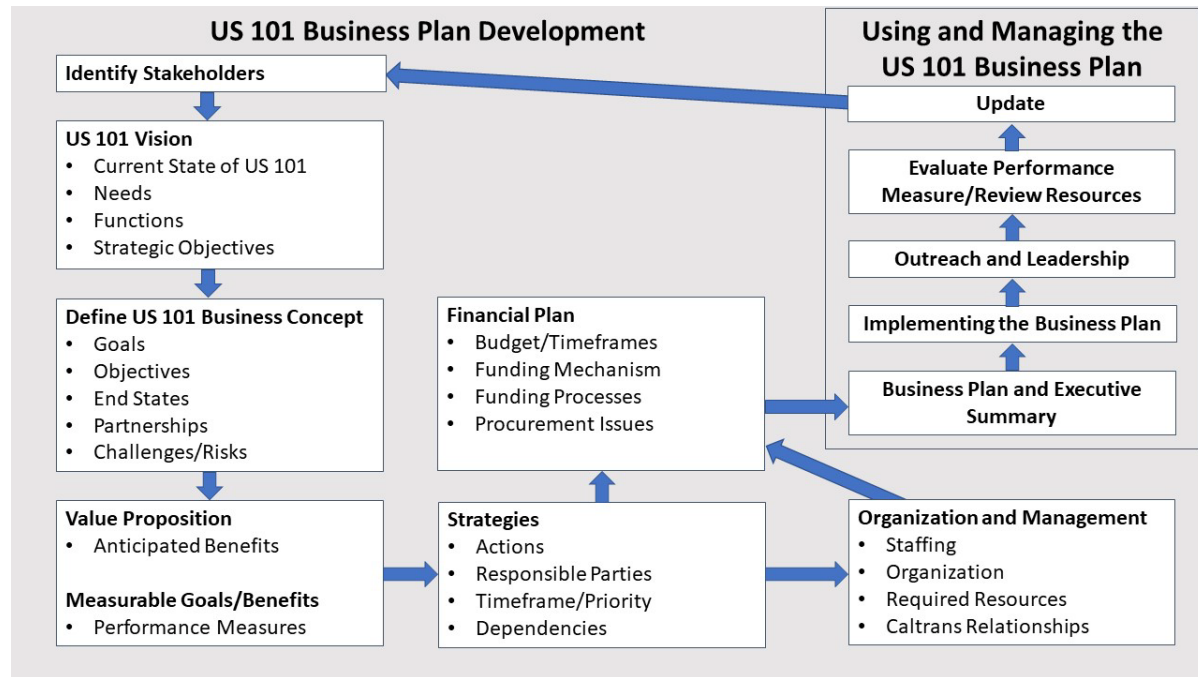 US 101 Business Plan Development
Identify Stakeholders
US 101 Vision
• Current State of US 101
• Needs
• Functions
• Strategic Objectives
Define US 101 Business Concept
• Goals
• Objectives
• End States
• Partnerships
• Challenges/Risks
Value Proposition
• Anticipated Benefits
Measurable Goals/Benefits
• Performance Measures
Strategies
• Actions
• Responsible Parties
• Timeframe/Priority
• Dependencies
Financial Plan
• Budget/Timeframes
• Funding Mechanism
• Funding Processes
• Procurement Issues
Organization and Management
• Staffing
• Organization
• Required Resources
• Caltrans Relationships
Using and Managing the
US 101 Business Plan
Update
Evaluate Performance
Measure/Review Resources
Outreach and Leadership
Implementing the Business Plan
Business Plan and Executive
Summary